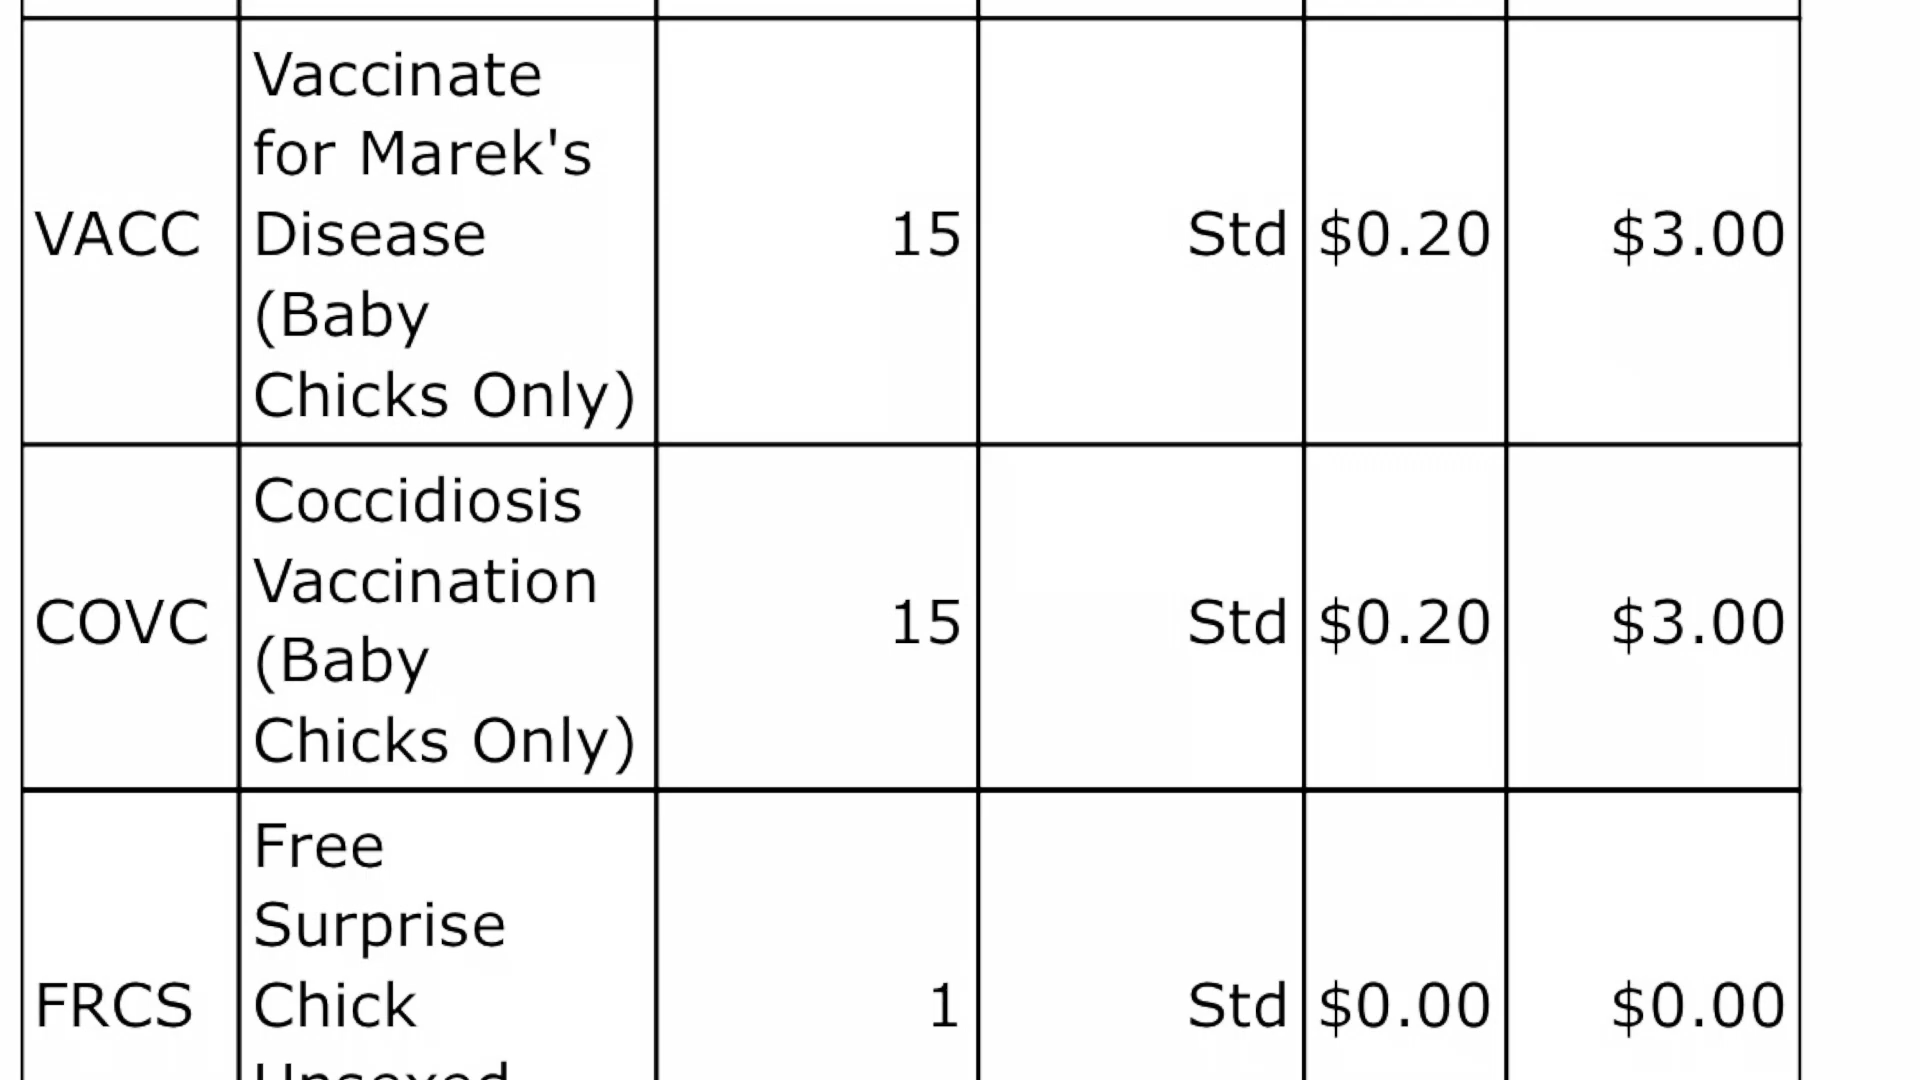 Vaccinate
for Marek's
VACC Disease 15 Std $0.20 $3.00
(Baby
Chicks Only)
Coccidiosis
Vaccination
COVC 15 Std $0.20 $3.00
(Baby
Chicks Only)
Free
Surprise
FRCS Chick 1 Std $0.00 $0.00
Unsexed